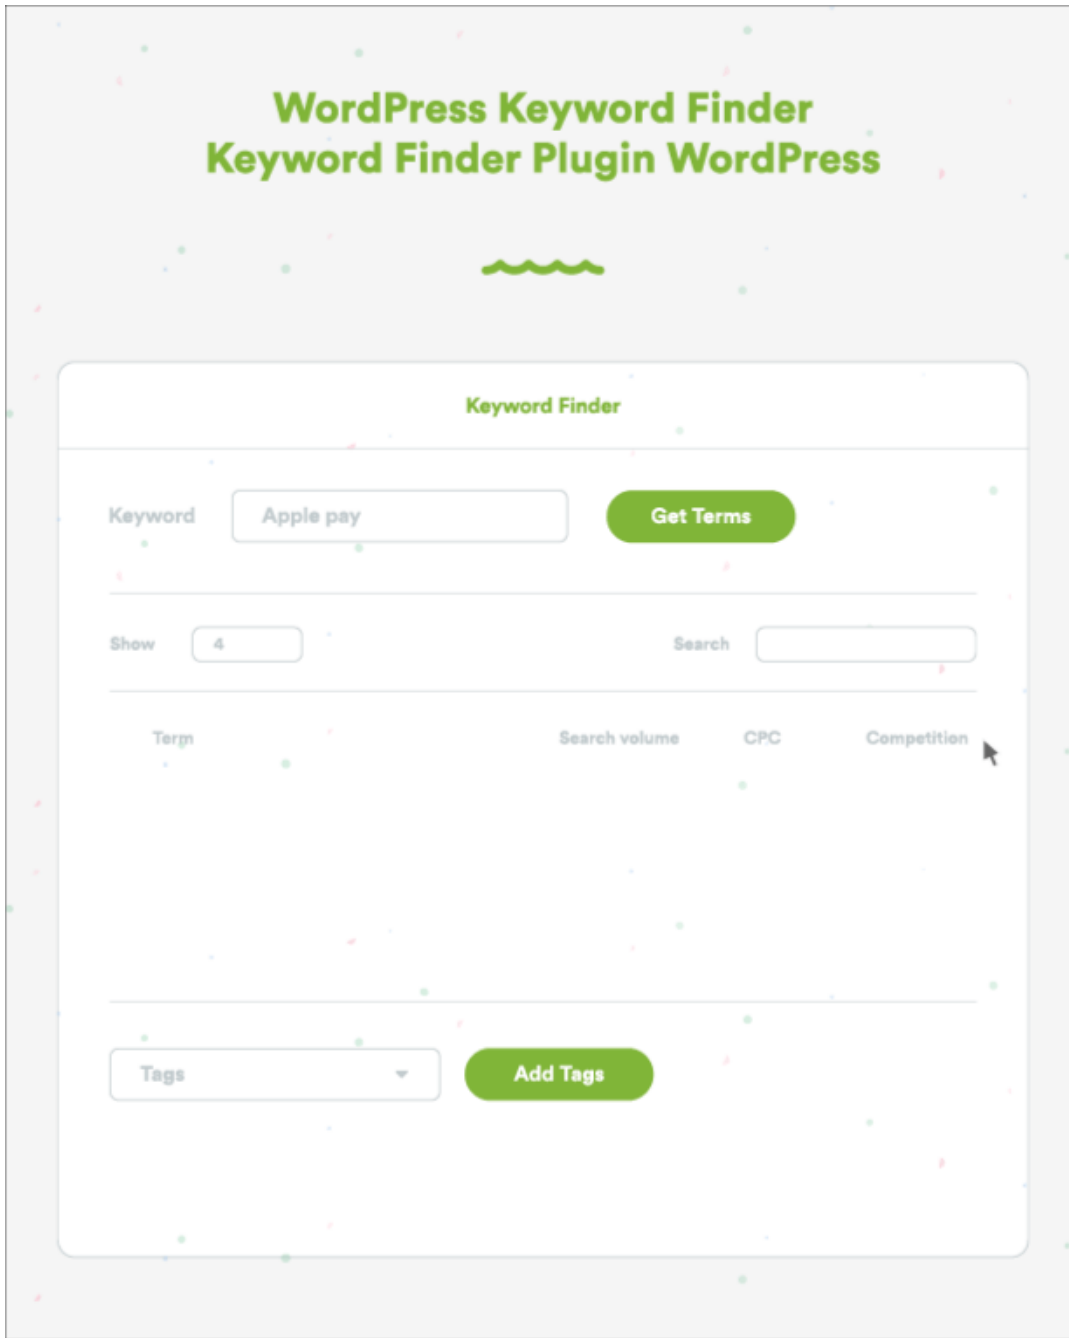 WordPress Keyword Finder
Keyword Finder Plugin WordPress
Keyword Finder
Keyword Apple pay Get Terms
Show 4 Search
Term Search volume CPC Competition
Tags Add Tags